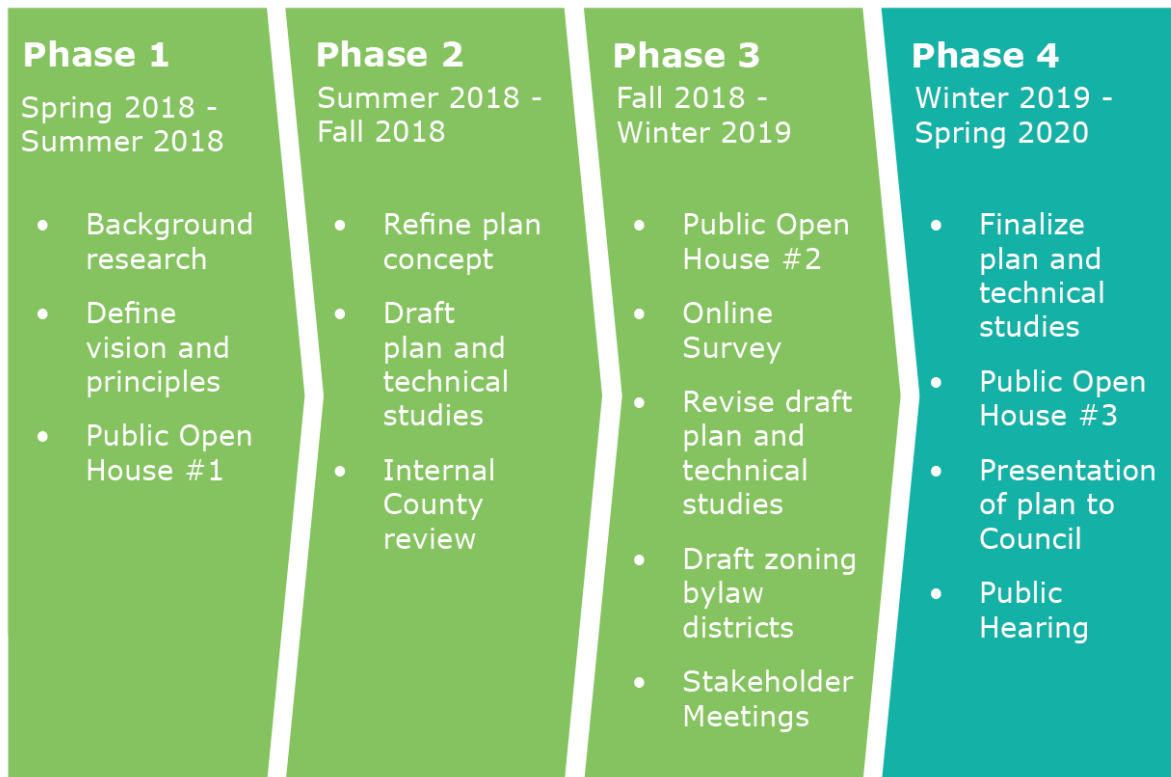 Phase 1
Spring 2018 -
Summer 2018
• Background
research
• Define
vision and
principles
• Public Open
House #1
Phase 2
Summer 2018 -
Fall 2018
• Refine plan
concept
• Draft
plan and
technical
studies
• Internal
County
review
Phase 3
Fall 2018 -
Winter 2019
• Public Open
House #2
• Online
Survey
• Revise draft
plan and
technical
studies
• Draft zoning
bylaw
districts
• Stakeholder
Meetings
Phase 4
Winter 2019 -
Spring 2020
• Finalize
plan and
technical
studies
• Public Open
House #3
• Presentation
of plan to
Council
• Public
Hearing